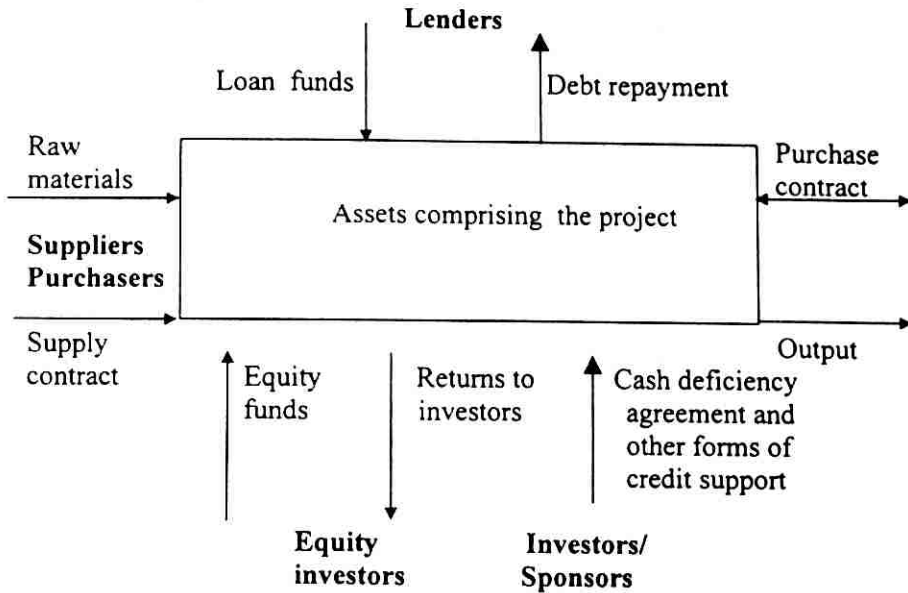 Lenders
Loan funds
Debt repayment
Raw
materials
Purchase
contract
Assets comprising the project
Suppliers
Purchasers
Supply
contract
Output
Equity
funds
Returns to
investors
Cash deficiency
agreement and
other forms of
credit support
Equity
investors
Investors/
Sponsors